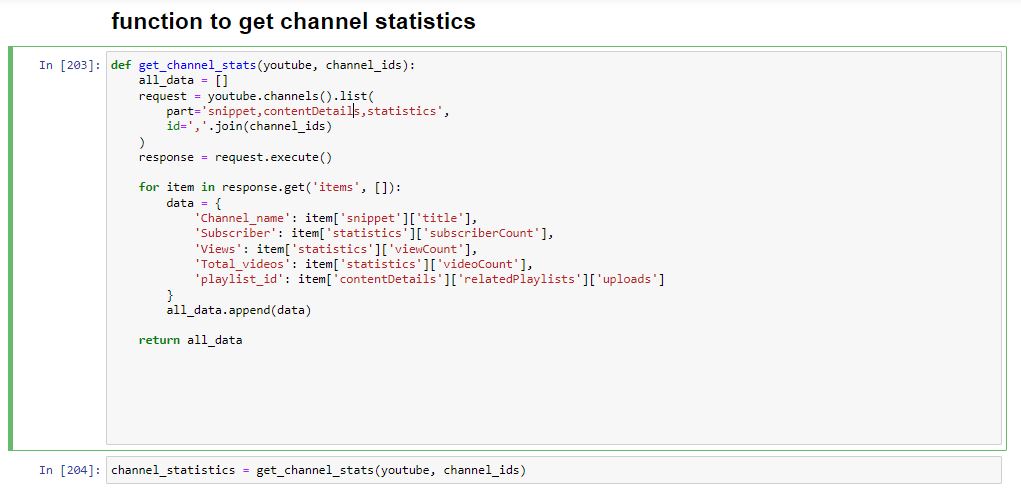 function to get channel statistics
In [203]: def get_channel_stats(youtube, channel_ids):
    all_data = []
    request = youtube.channels().list(
        part='snippet,contentDetails,statistics',
        id=','.join(channel_ids)
    )
    response = request.execute()

    for item in response.get('items', []):
        data = {
            'Channel_name': item['snippet']['title'],
            'Subscriber': item['statistics']['subscriberCount'],
            'Views': item['statistics']['viewCount'],
            'Total_videos': item['statistics']['videoCount'],
            'playlist_id': item['contentDetails']['relatedPlaylists']['uploads']
        }
        all_data.append(data)

    return all_data
In [204]: channel_statistics = get_channel_stats(youtube, channel_ids)